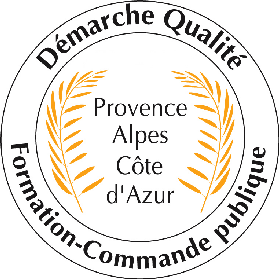 Démarche Qualité
Provence
Alpes
Côte
d'Azur
Formation-Commande publique